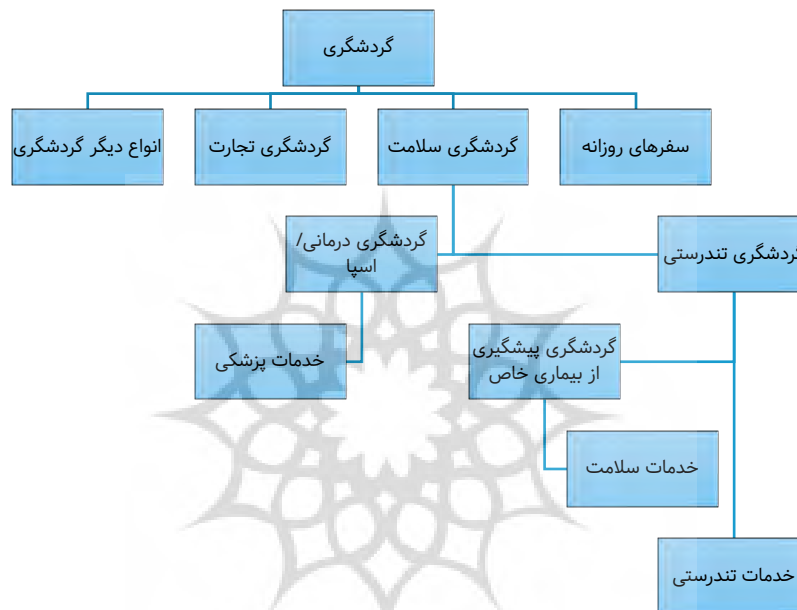 گردشگری
سفرهای روزانه
گردشگری سلامت
گردشگری تجارت
انواع دیگر گردشگری
گردشگری تندرستی
گردشگری درمانی/
اسپا
گردشگری پیشگیری
از بیماری خاص
خدمات پزشکی
خدمات سلامت
خدمات تندرستی